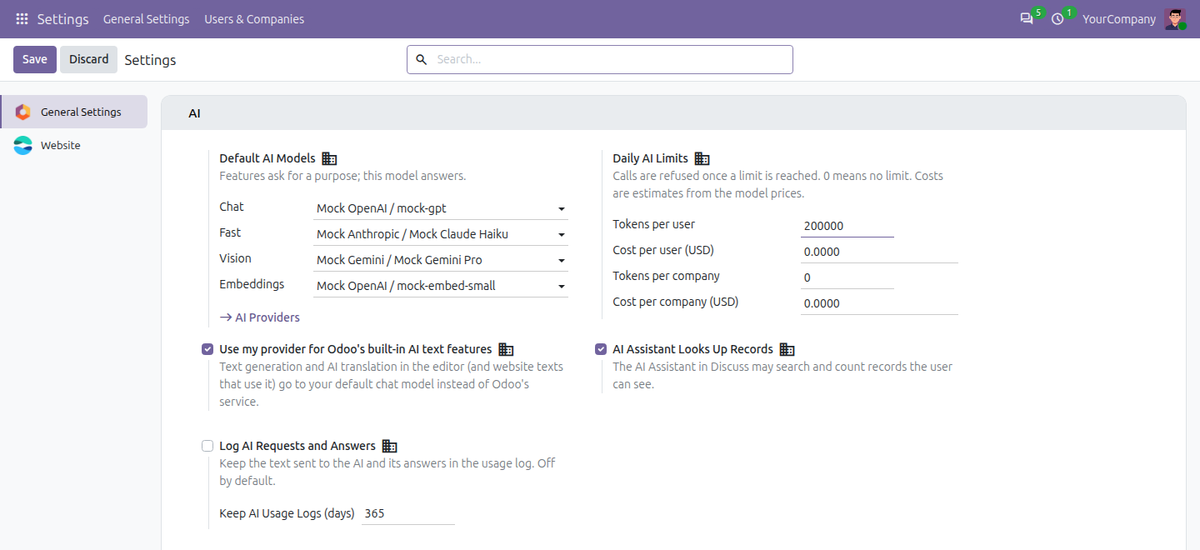 Settings General Settings Users & Companies 5 1 YourCompany
Save Discard Settings Search...
General Settings
Website
AI
Default AI Models
Features ask for a purpose; this model answers.
Chat Mock OpenAI / mock-gpt
Fast Mock Anthropic / Mock Claude Haiku
Vision Mock Gemini / Mock Gemini Pro
Embeddings Mock OpenAI / mock-embed-small
→ AI Providers
Daily AI Limits
Calls are refused once a limit is reached. 0 means no limit. Costs
are estimates from the model prices.
Tokens per user 200000
Cost per user (USD) 0.0000
Tokens per company 0
Cost per company (USD) 0.0000
Use my provider for Odoo's built-in AI text features
Text generation and AI translation in the editor (and website texts
that use it) go to your default chat model instead of Odoo's
service.
AI Assistant Looks Up Records
The AI Assistant in Discuss may search and count records the user
can see.
Log AI Requests and Answers
Keep the text sent to the AI and its answers in the usage log. Off
by default.
Keep AI Usage Logs (days) 365